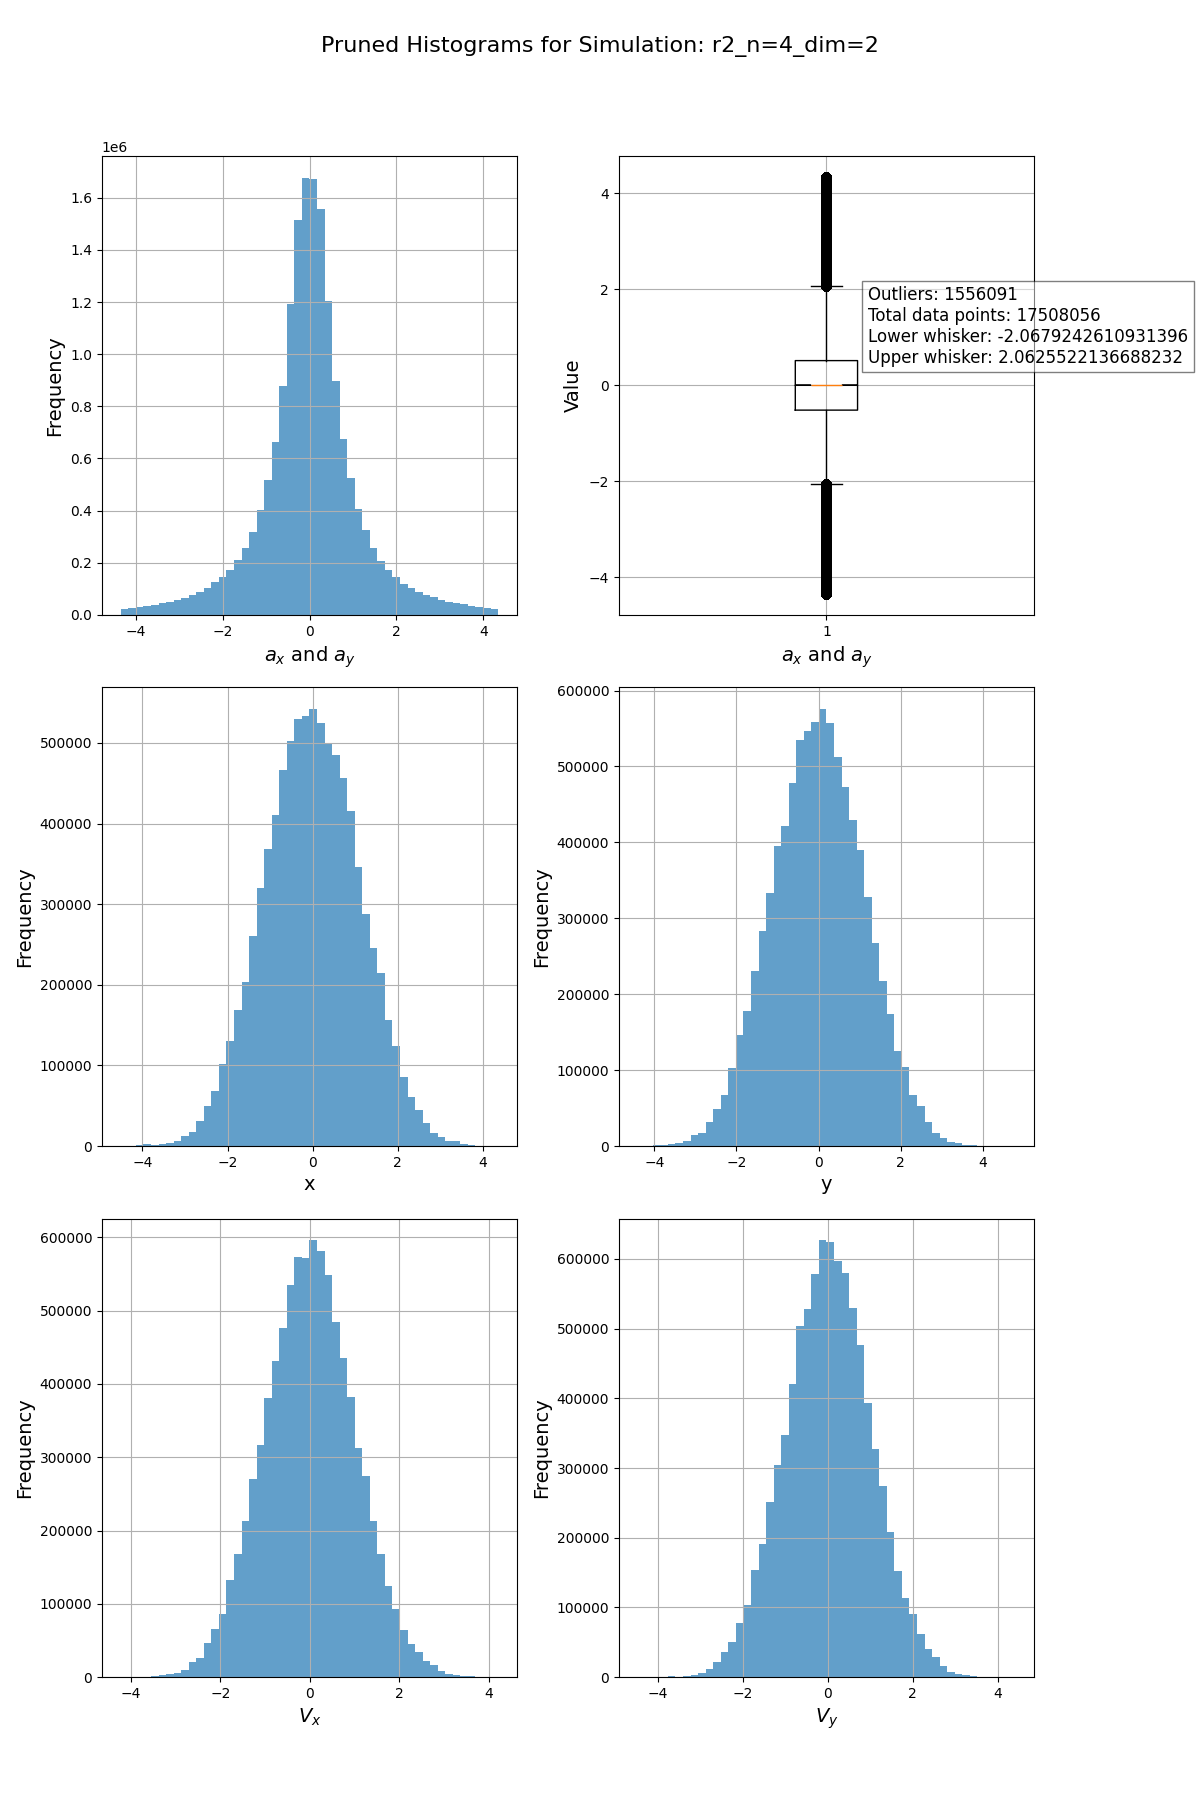 Pruned Histograms for Simulation: r2_n=4_dim=2
1e6
Frequency
1.6
1.4
1.2
1.0
0.8
0.6
0.4
0.2
0.0
−4 −2 0 2 4
a_x and a_y
Value
4
2
0
−2
−4
Outliers: 1556091
Total data points: 17508056
Lower whisker: -2.0679242610931396
Upper whisker: 2.0625522136688232
1
a_x and a_y
Frequency
500000
400000
300000
200000
100000
0
−4 −2 0 2 4
x
Frequency
600000
500000
400000
300000
200000
100000
0
−4 −2 0 2 4
y
Frequency
600000
500000
400000
300000
200000
100000
0
−4 −2 0 2 4
V_x
Frequency
600000
500000
400000
300000
200000
100000
0
−4 −2 0 2 4
V_y